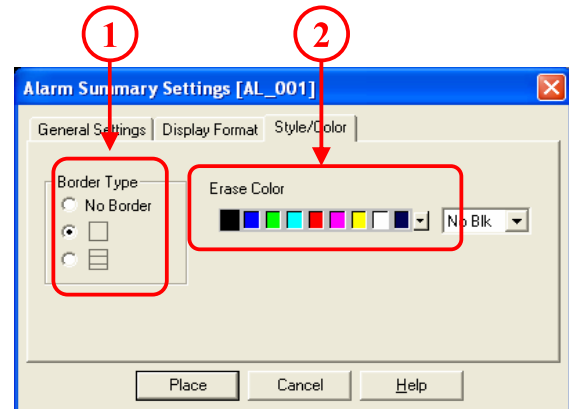 1 2
Alarm Summary Settings [AL_001]
General Settings Display Format Style/Color
Border Type
Erase Color
No Border
No Blk
Place Cancel Help